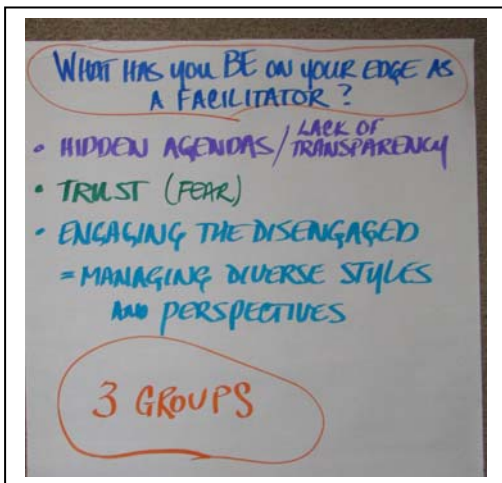 WHAT HAS YOU BE ON YOUR EDGE AS
A FACILITATOR?
• HIDDEN AGENDAS / LACK OF TRANSPARENCY
• TRUST (FEAR)
• ENGAGING THE DISENGAGED
= MANAGING DIVERSE STYLES
AND PERSPECTIVES
3 GROUPS